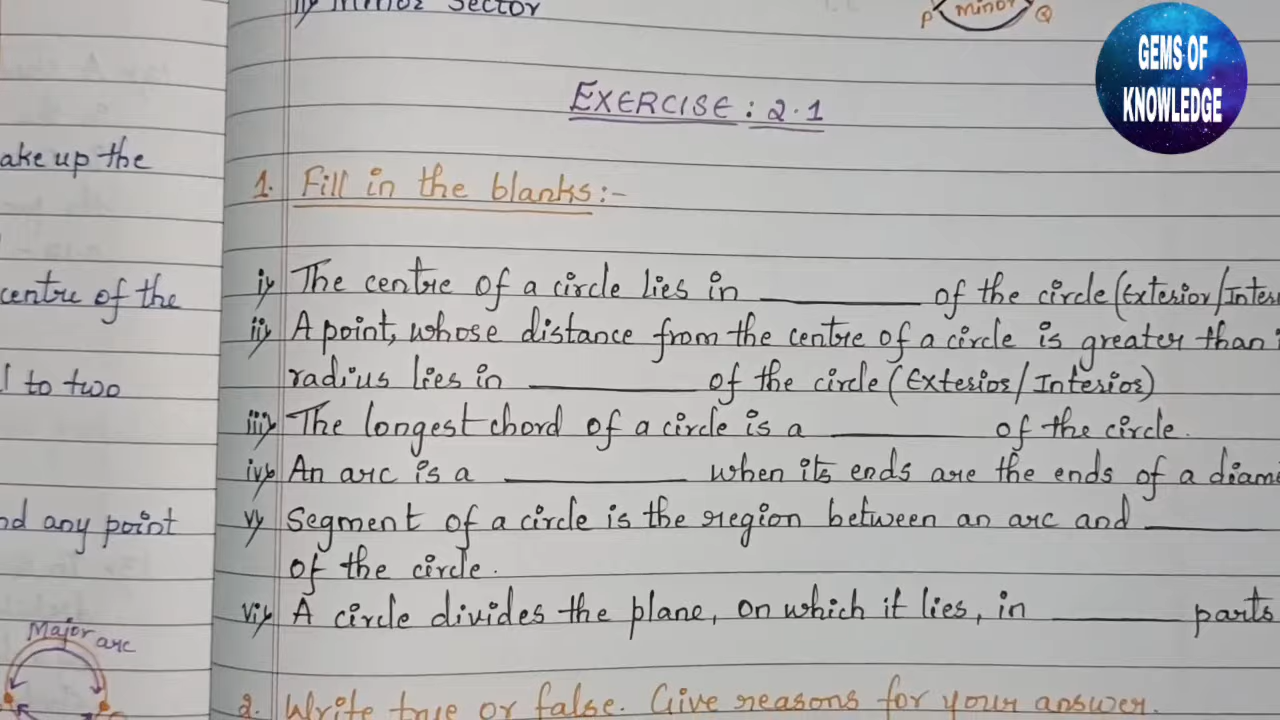 ii) Minor Sector
P Minor Q
GEMS OF
KNOWLEDGE
EXERCISE: 2.1
ake up the
1. Fill in the blanks:-
i) The centre of a circle lies in ________ of the circle (Exterior/
centre of the
ii) A point, whose distance from the centre of a circle is greater than
radius lies in ________ of the circle (Exterior/Interior)
to two
iii) The longest chord of a circle is a ________ of the circle.
iv) An arc is a ________ when its ends are the ends of a
any point
v) Segment of a circle is the region between an arc and ________
of the circle.
vi) A circle divides the plane, on which it lies, in ________ parts
Major arc
2. Write true or false. Give reasons for your answer.